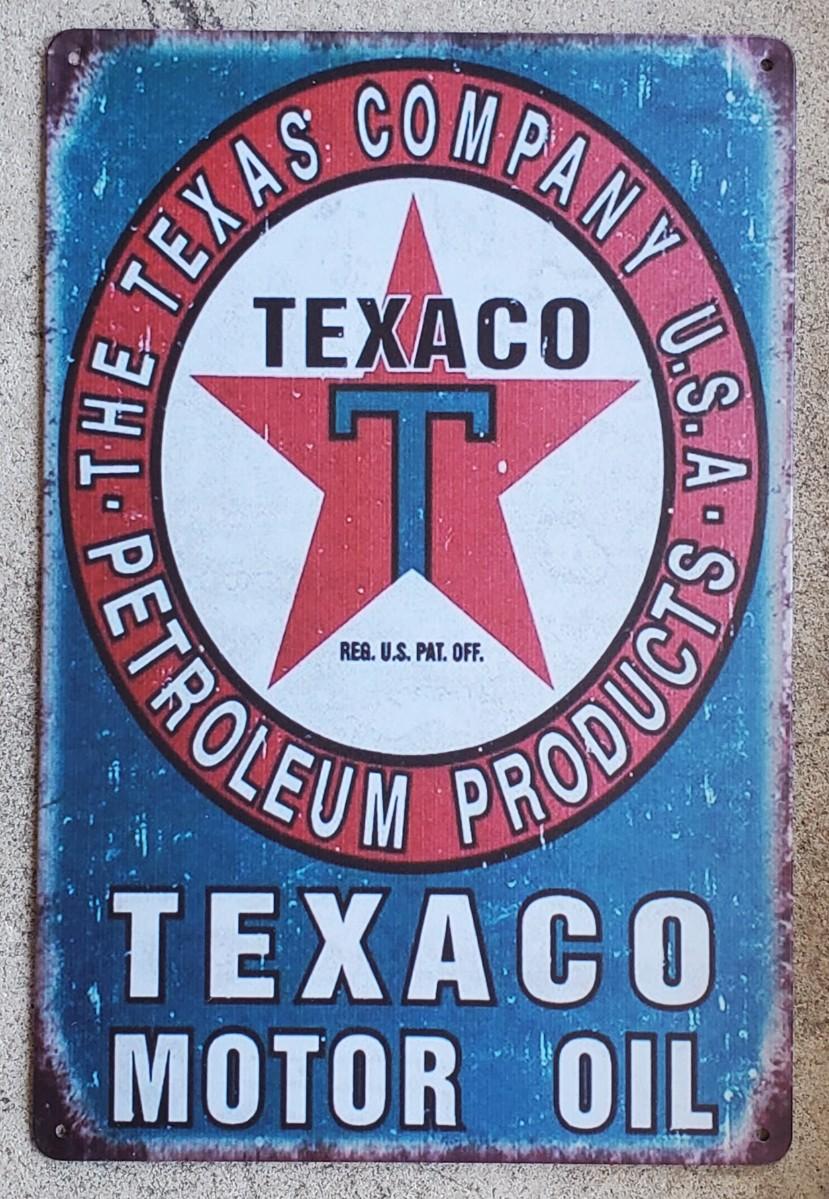 ·THE TEXAS COMPANY U.S.A·
TEXACO
T
REG. U.S. PAT. OFF.
PETROLEUM PRODUCTS
TEXACO
MOTOR OIL